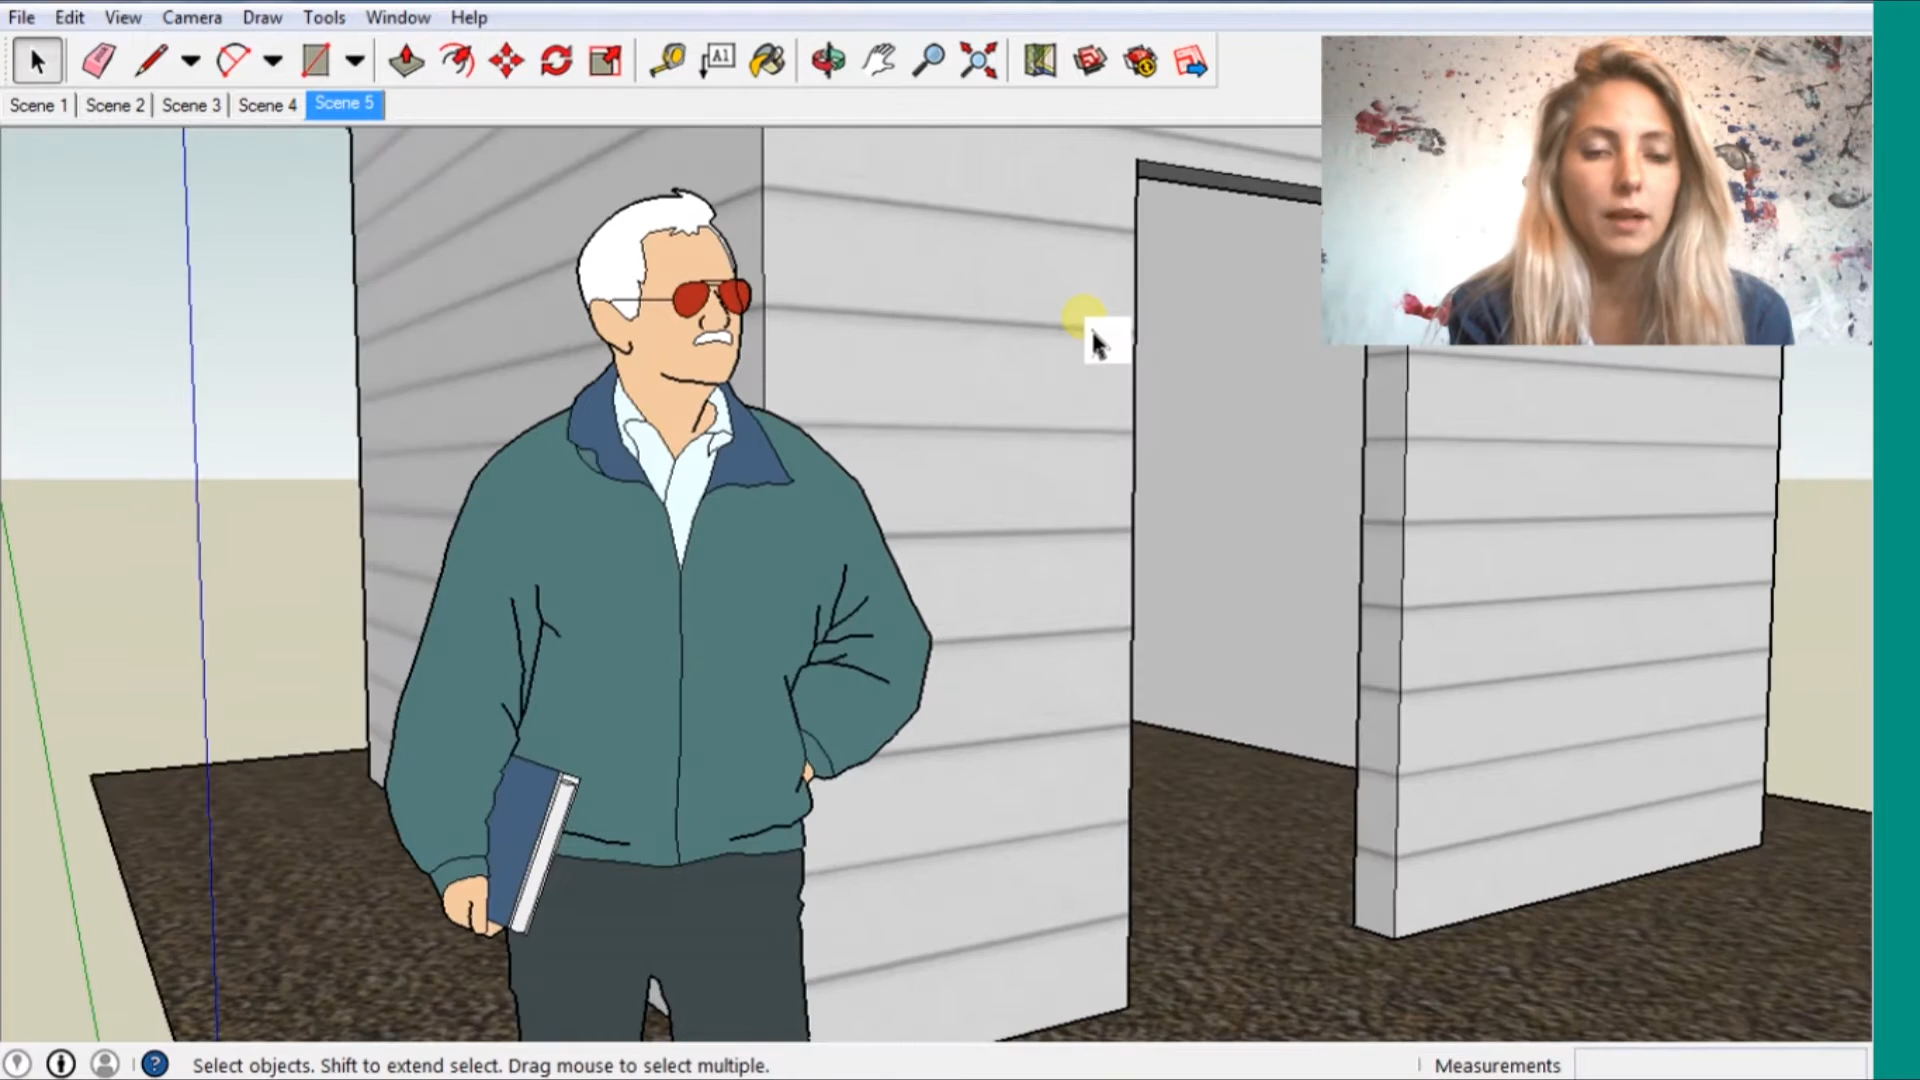 File Edit View Camera Draw Tools Window Help
A1
Scene 1 Scene 2 Scene 3 Scene 4 Scene 5
? Select objects. Shift to extend select. Drag mouse to select multiple. Measurements